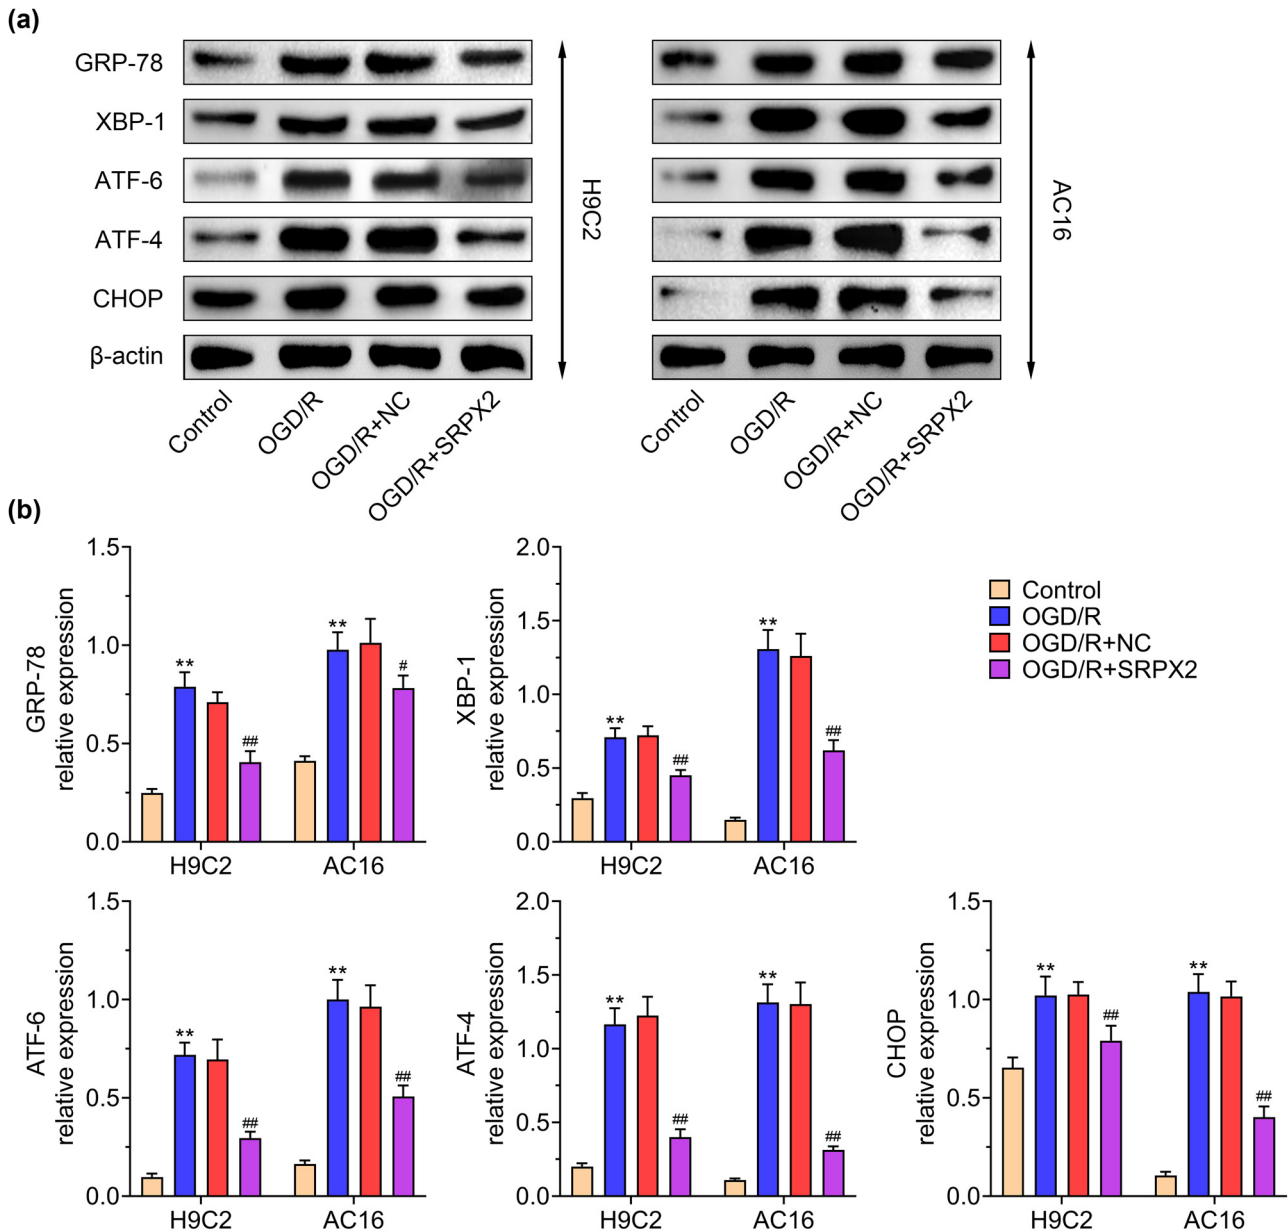 (a)
GRP-78
XBP-1
ATF-6
ATF-4
CHOP
β-actin
H9C2
AC16
Control
OGD/R
OGD/R+NC
OGD/R+SRPX2
Control
OGD/R
OGD/R+NC
OGD/R+SRPX2
(b)
GRP-78
relative expression
1.5
1.0
0.5
0.0
**
##
**
#
H9C2
AC16
XBP-1
relative expression
2.0
1.5
1.0
0.5
0.0
**
##
**
##
H9C2
AC16
Control
OGD/R
OGD/R+NC
OGD/R+SRPX2
ATF-6
relative expression
1.5
1.0
0.5
0.0
**
##
**
##
H9C2
AC16
ATF-4
relative expression
2.0
1.5
1.0
0.5
0.0
**
##
**
##
H9C2
AC16
CHOP
relative expression
1.5
1.0
0.5
0.0
**
##
**
##
H9C2
AC16